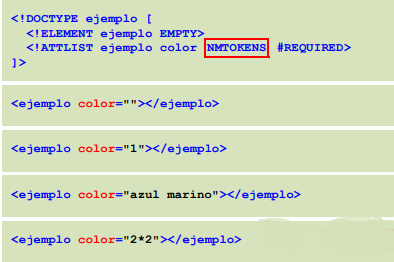 <!DOCTYPE ejemplo [
<!ELEMENT ejemplo EMPTY>
<!ATTLIST ejemplo color NMTOKENS #REQUIRED>
]>
<ejemplo color=""></ejemplo>
<ejemplo color="1"></ejemplo>
<ejemplo color="azul marino"></ejemplo>
<ejemplo color="2*2"></ejemplo>